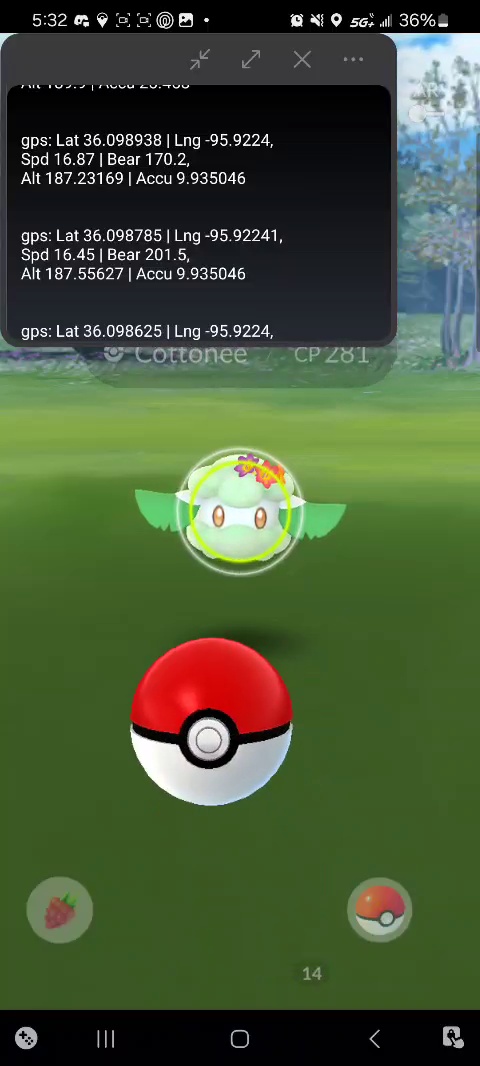 5:32
5G+
36%
gps: Lat 36.098938 | Lng -95.9224,
Spd 16.87 | Bear 170.2,
Alt 187.23169 | Accu 9.935046
gps: Lat 36.098785 | Lng -95.92241,
Spd 16.45 | Bear 201.5,
Alt 187.55627 | Accu 9.935046
gps: Lat 36.098625 | Lng -95.9224,
Cottonee CP281
14